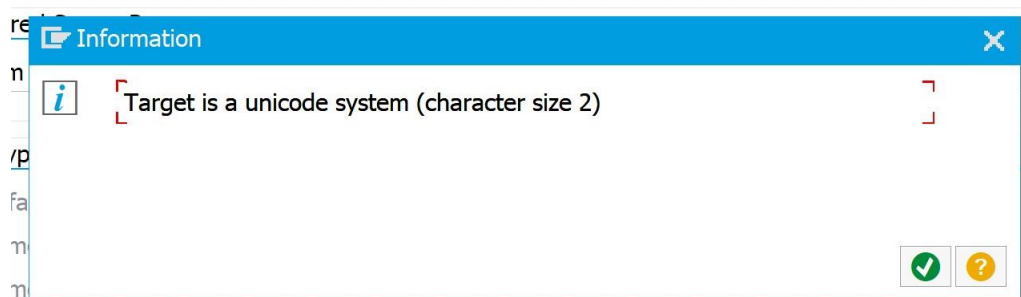 Information
Target is a unicode system (character size 2)